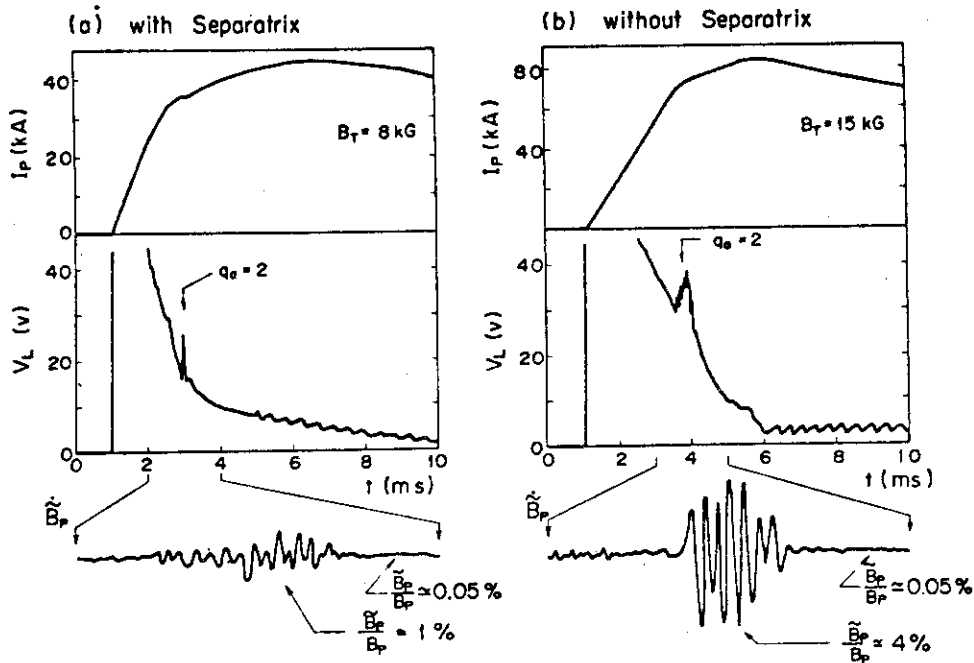 (a) with Separatrix
I_P (kA)
40
20
0
B_T = 8 kG
V_L (v)
40
20
0
q_a = 2
0 2 4 6 8 10
t (ms)
B̃_P
B̃_P/B_P ≃ 0.05 %
B̃_P/B_P = 1 %
(b) without Separatrix
I_P (kA)
80
40
0
B_T = 15 kG
V_L (v)
40
20
0
q_a = 2
0 2 4 6 8 10
t (ms)
B̃_P
B̃_P/B_P ≃ 0.05 %
B̃_P/B_P ≃ 4 %